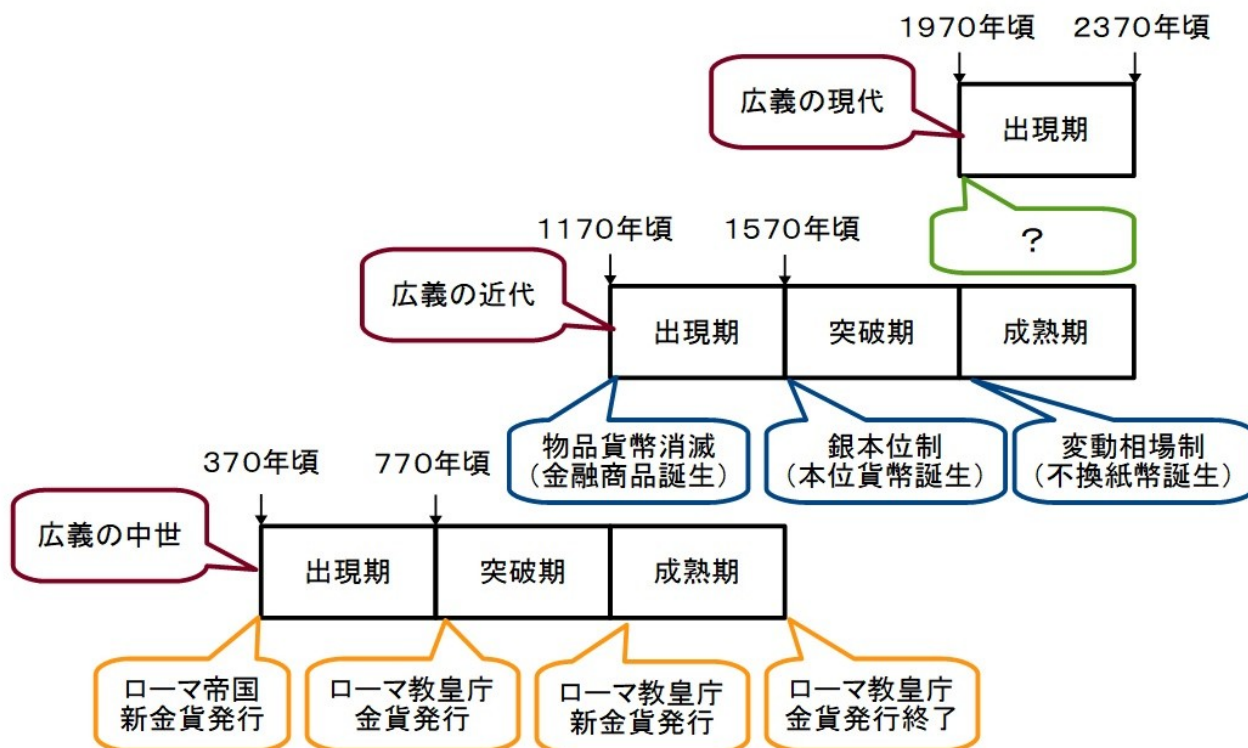 1970年頃 2370年頃
広義の現代
出現期
?
1170年頃 1570年頃
広義の近代
出現期 突破期 成熟期
物品貨幣消滅
(金融商品誕生)
銀本位制
(本位貨幣誕生)
変動相場制
(不換紙幣誕生)
370年頃 770年頃
広義の中世
出現期 突破期 成熟期
ローマ帝国
新金貨発行
ローマ教皇庁
金貨発行
ローマ教皇庁
新金貨発行
ローマ教皇庁
金貨発行終了